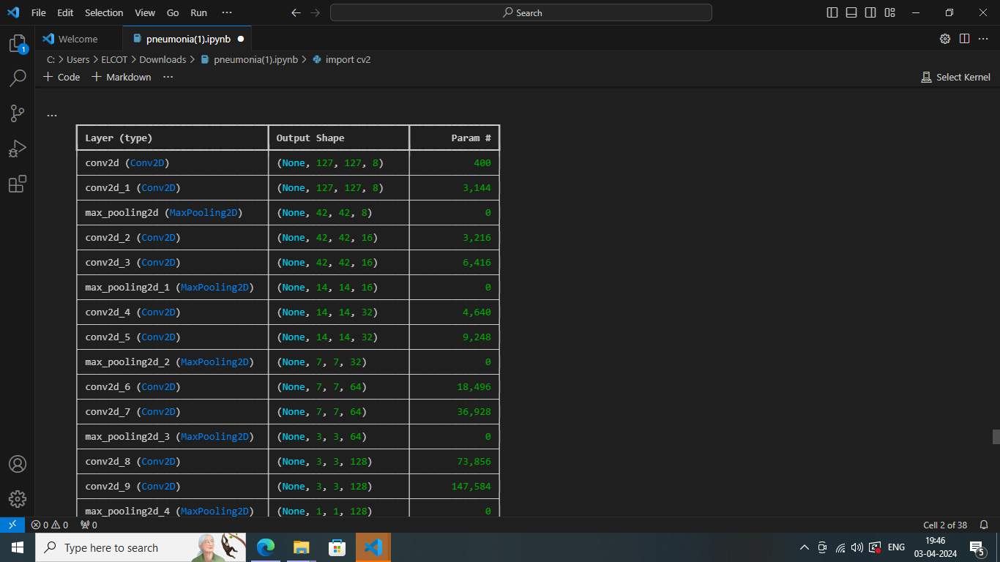 File Edit Selection View Go Run ··· Search
Welcome pneumonia(1).ipynb
C: > Users > ELCOT > Downloads > pneumonia(1).ipynb > import cv2
+ Code + Markdown ··· Select Kernel
1
...
Layer (type) Output Shape Param #
conv2d (Conv2D) (None, 127, 127, 8) 400
conv2d_1 (Conv2D) (None, 127, 127, 8) 3,144
max_pooling2d (MaxPooling2D) (None, 42, 42, 8) 0
conv2d_2 (Conv2D) (None, 42, 42, 16) 3,216
conv2d_3 (Conv2D) (None, 42, 42, 16) 6,416
max_pooling2d_1 (MaxPooling2D) (None, 14, 14, 16) 0
conv2d_4 (Conv2D) (None, 14, 14, 32) 4,640
conv2d_5 (Conv2D) (None, 14, 14, 32) 9,248
max_pooling2d_2 (MaxPooling2D) (None, 7, 7, 32) 0
conv2d_6 (Conv2D) (None, 7, 7, 64) 18,496
conv2d_7 (Conv2D) (None, 7, 7, 64) 36,928
max_pooling2d_3 (MaxPooling2D) (None, 3, 3, 64) 0
conv2d_8 (Conv2D) (None, 3, 3, 128) 73,856
conv2d_9 (Conv2D) (None, 3, 3, 128) 147,584
max_pooling2d_4 (MaxPooling2D) (None, 1, 1, 128) 0
0 0 0 Cell 2 of 38
Type here to search ENG 19:46
03-04-2024 5